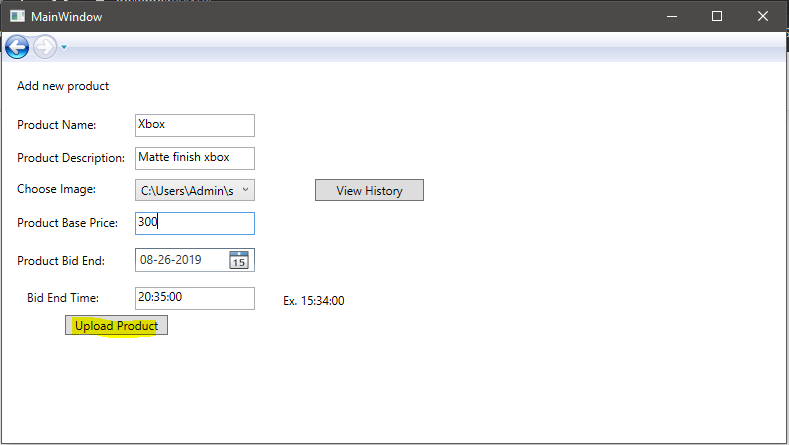 MainWindow
Add new product
Product Name: Xbox
Product Description: Matte finish xbox
Choose Image: C:\Users\Admin\s View History
Product Base Price: 300
Product Bid End: 08-26-2019 15
Bid End Time: 20:35:00 Ex. 15:34:00
Upload Product